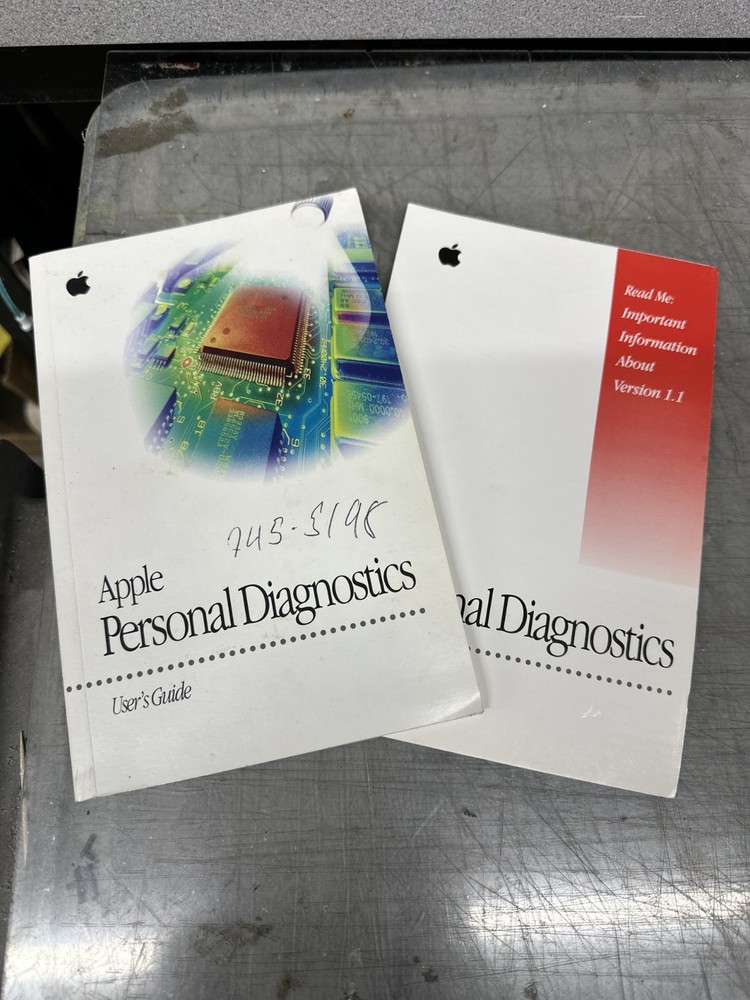 745-5198
Apple
Personal Diagnostics
User's Guide
Read Me:
Important
Information
About
Version 1.1
nal Diagnostics